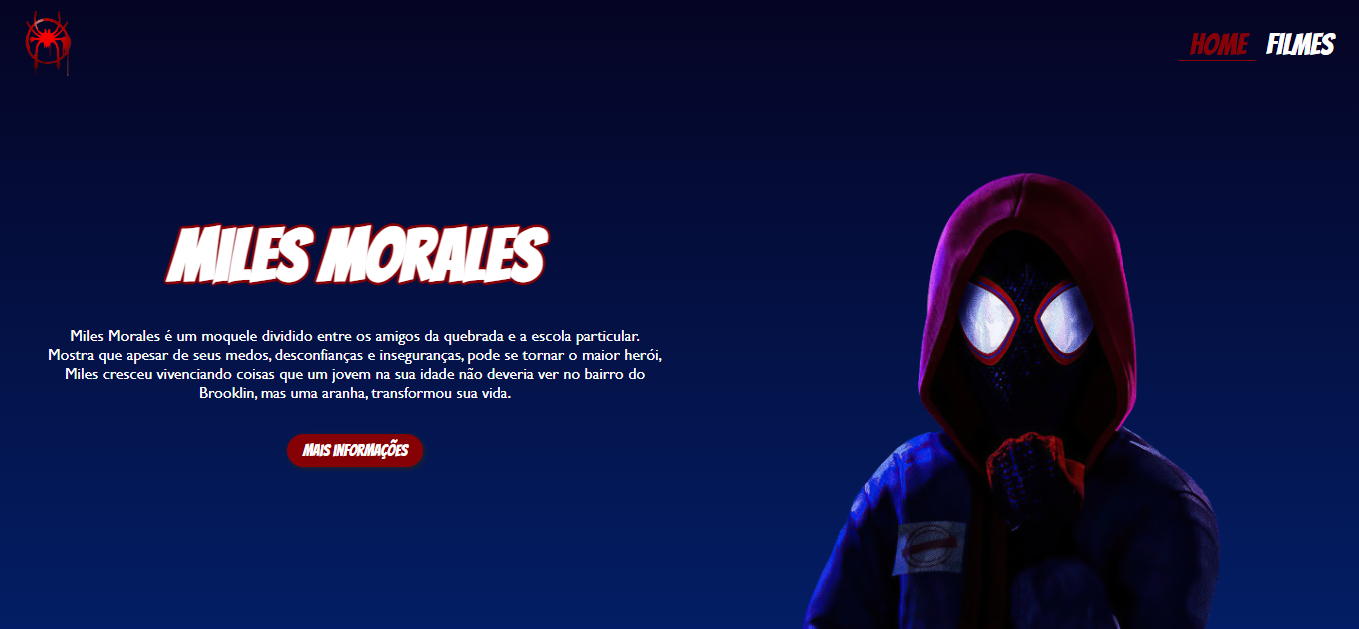 HOME FILMES
MILES MORALES
Miles Morales é um moquele dividido entre os amigos da quebrada e a escola particular.
Mostra que apesar de seus medos, desconfianças e inseguranças, pode se tornar o maior herói,
Miles cresceu vivenciando coisas que um jovem na sua idade não deveria ver no bairro do
Brooklin, mas uma aranha, transformou sua vida.
MAIS INFORMAÇÕES